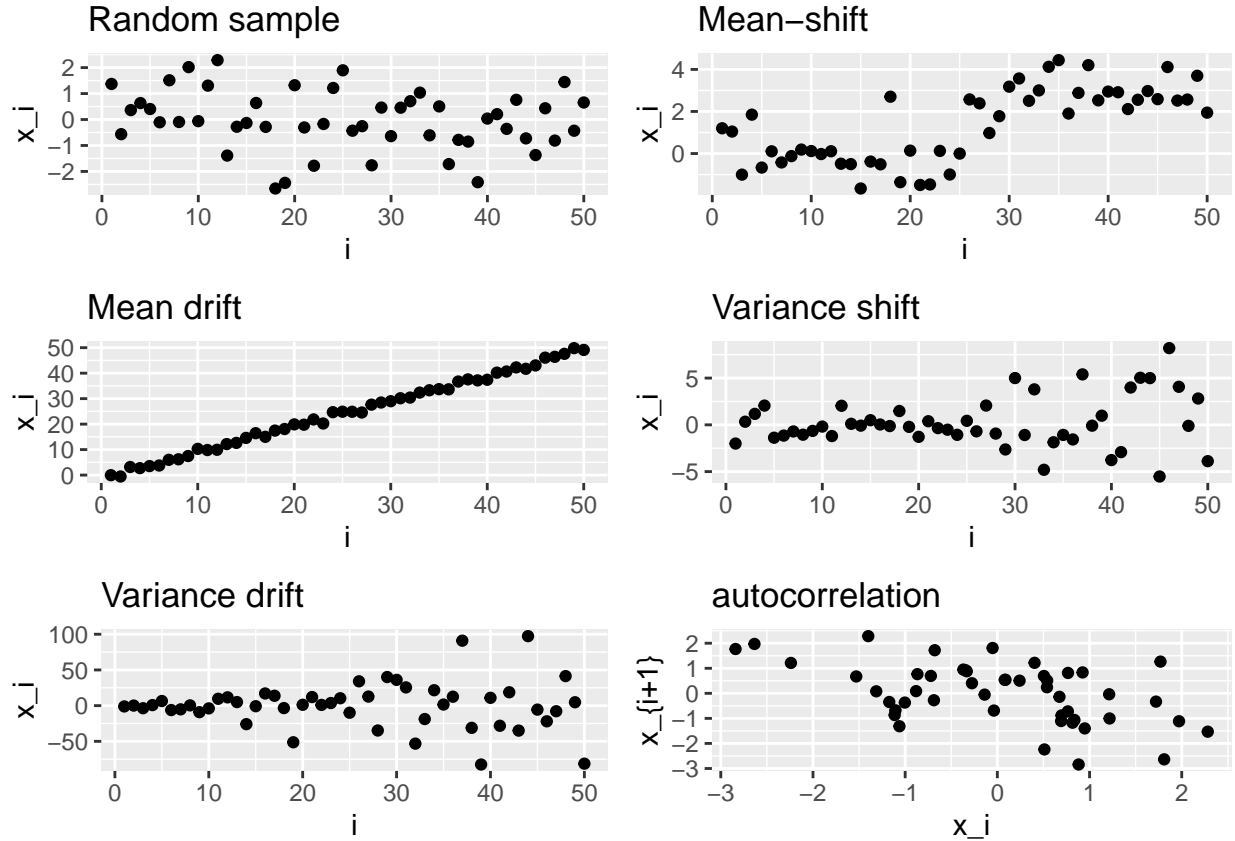 Random sample
x_i
2
1
0
−1
−2
0 10 20 30 40 50
i
Mean−shift
x_i
4
2
0
0 10 20 30 40 50
i
Mean drift
x_i
50
40
30
20
10
0
0 10 20 30 40 50
i
Variance shift
x_i
5
0
−5
0 10 20 30 40 50
i
Variance drift
x_i
100
50
0
−50
0 10 20 30 40 50
i
autocorrelation
x_{i+1}
2
1
0
−1
−2
−3
−3 −2 −1 0 1 2
x_i